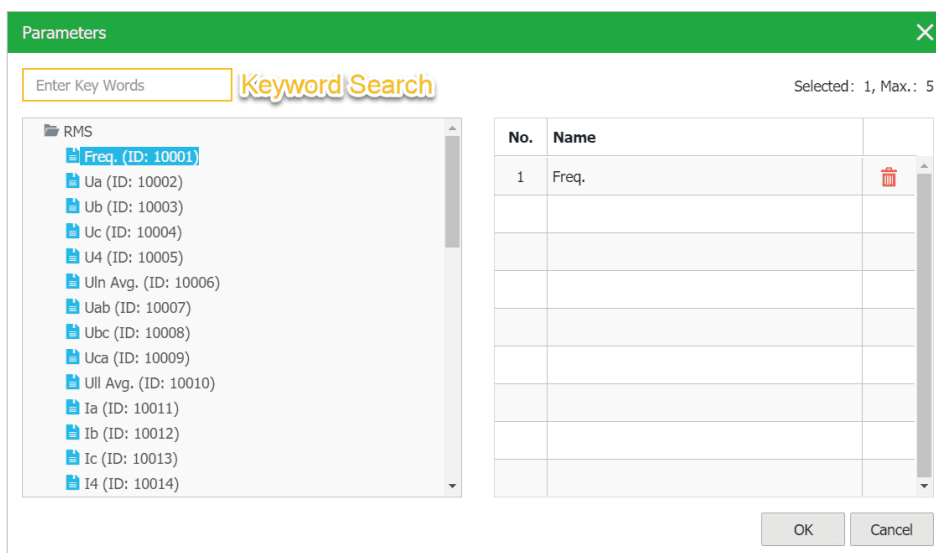 Parameters
Enter Key Words
Keyword Search
Selected: 1, Max.: 5
RMS
Freq. (ID: 10001)
Ua (ID: 10002)
Ub (ID: 10003)
Uc (ID: 10004)
U4 (ID: 10005)
Uln Avg. (ID: 10006)
Uab (ID: 10007)
Ubc (ID: 10008)
Uca (ID: 10009)
Ull Avg. (ID: 10010)
Ia (ID: 10011)
Ib (ID: 10012)
Ic (ID: 10013)
I4 (ID: 10014)
No. Name
1 Freq.
OK Cancel